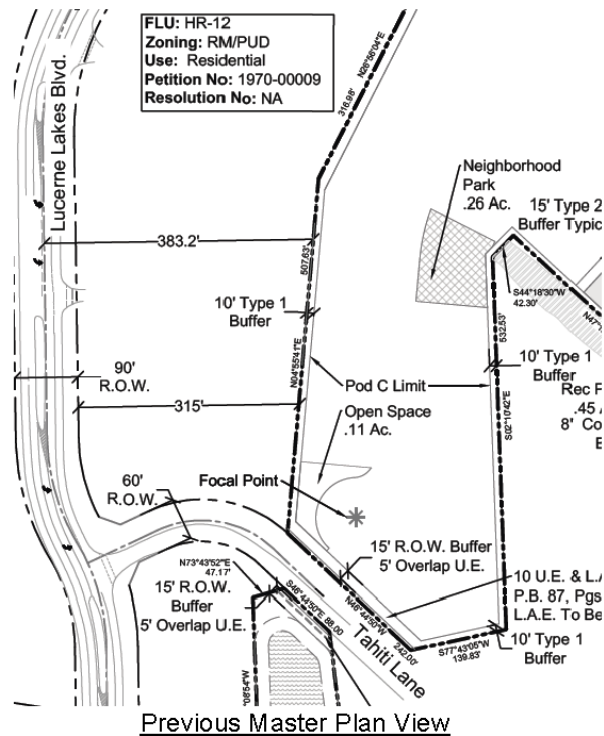 FLU: HR-12
Zoning: RM/PUD
Use: Residential
Petition No: 1970-00009
Resolution No: NA
Lucerne Lakes Blvd.
N26°56'04"E
316.98'
Neighborhood
Park
.26 Ac.
15' Type 2
Buffer Typic
383.2'
507.63'
S44°18'30"W
42.30'
10' Type 1
Buffer
532.53'
N04°55'41"E
90'
R.O.W.
Pod C Limit
10' Type 1
Buffer
Rec
.45
8' Co
315'
Open Space
.11 Ac.
S02°10'42"E
60'
R.O.W.
Focal Point
N73°43'52"E
47.17'
15' R.O.W.
Buffer
5' Overlap U.E.
S46°44'50"E 88.00
15' R.O.W. Buffer
5' Overlap U.E.
N46°44'50"W
242.00'
10 U.E. & L.A
P.B. 87, Pgs
L.A.E. To Be
S77°43'05"W
139.83'
10' Type 1
Buffer
Tahiti Lane
°08'54"W
Previous Master Plan View